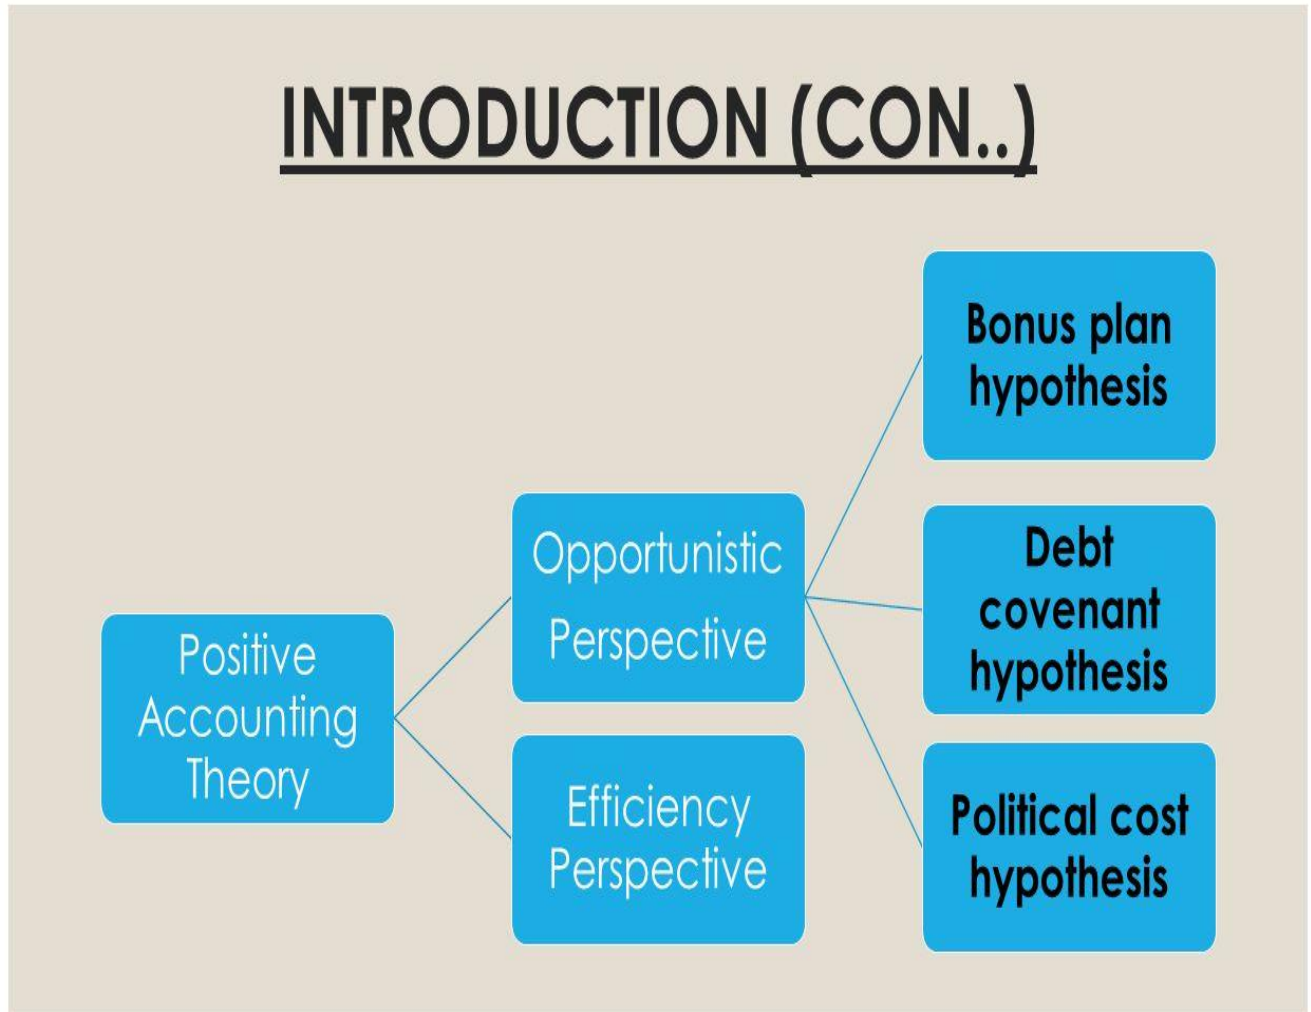 INTRODUCTION (CON..)
Positive
Accounting
Theory
Opportunistic
Perspective
Efficiency
Perspective
Bonus plan
hypothesis
Debt
covenant
hypothesis
Political cost
hypothesis